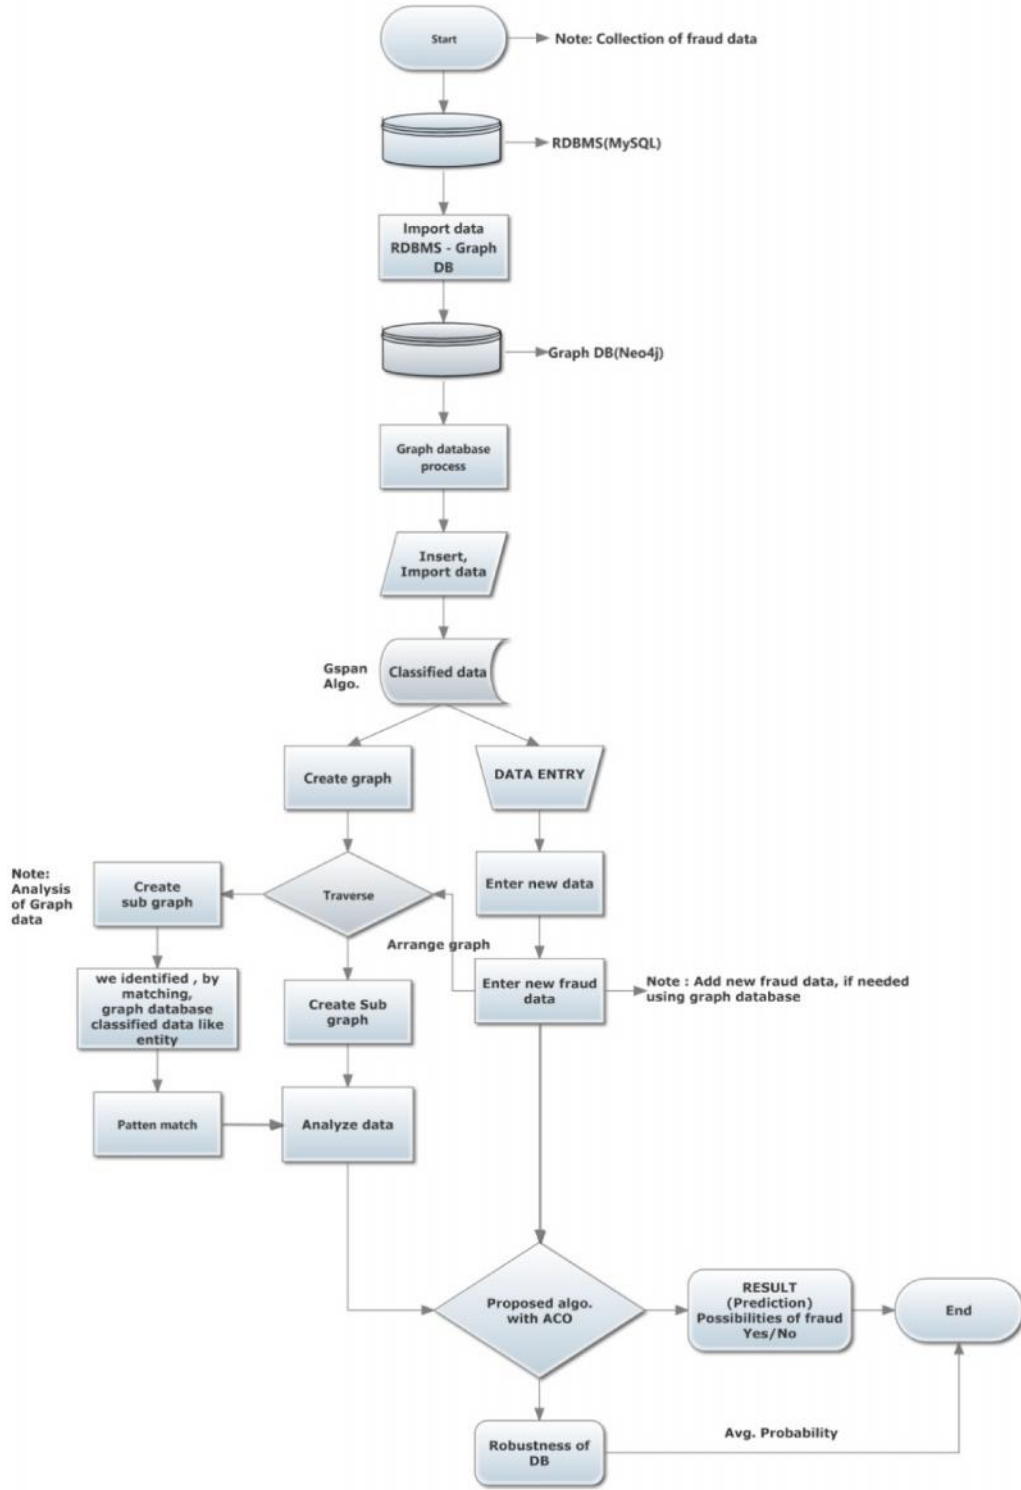 Start
Note: Collection of fraud data
RDBMS(MySQL)
Import data
RDBMS - Graph
DB
Graph DB(Neo4j)
Graph database
process
Insert,
Import data
Gspan
Algo.
Classified data
Create graph
DATA ENTRY
Note:
Analysis
of Graph
data
Create
sub graph
Traverse
Enter new data
Arrange graph
we identified , by
matching,
graph database
classified data like
entity
Create Sub
graph
Enter new fraud
data
Note : Add new fraud data, if needed
using graph database
Patten match
Analyze data
Proposed algo.
with ACO
RESULT
(Prediction)
Possibilities of fraud
Yes/No
End
Robustness of
DB
Avg. Probability